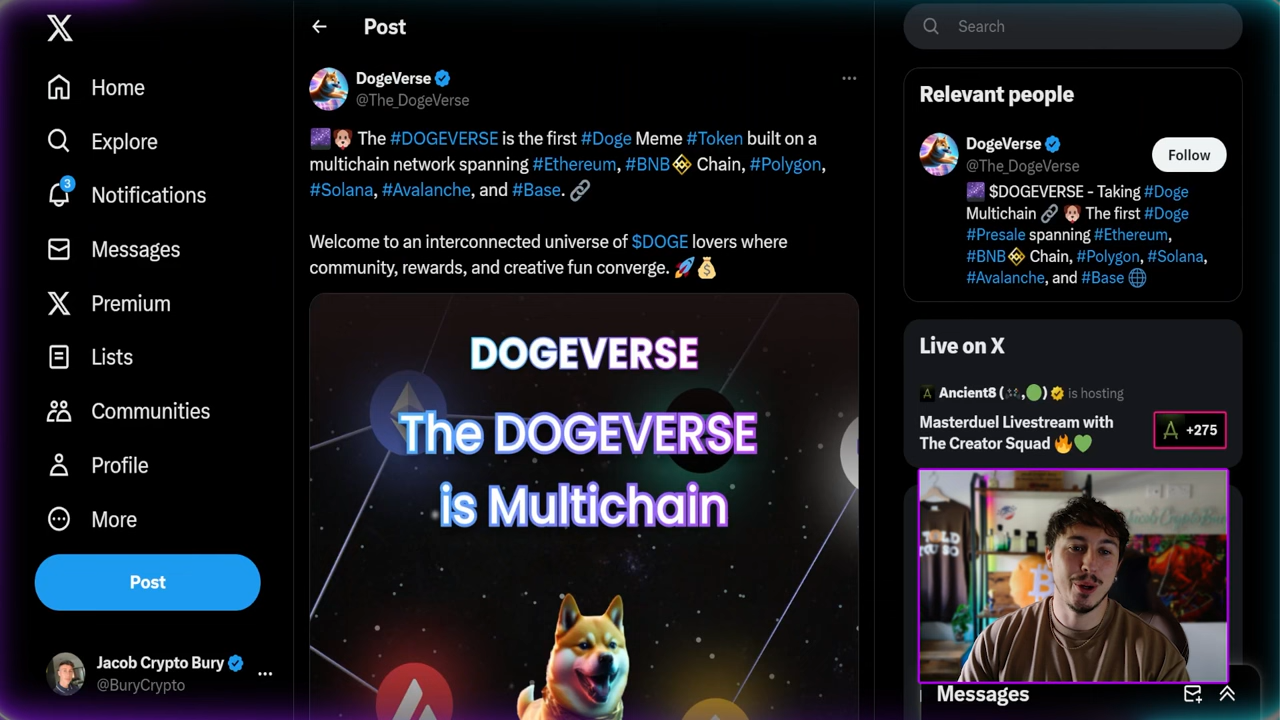 Home
Explore
3
Notifications
Messages
Premium
Lists
Communities
Profile
More
Post
Jacob Crypto Bury
@BuryCrypto
Post
DogeVerse
@The_DogeVerse
The #DOGEVERSE is the first #Doge Meme #Token built on a
multichain network spanning #Ethereum, #BNB Chain, #Polygon,
#Solana, #Avalanche, and #Base.
Welcome to an interconnected universe of $DOGE lovers where
community, rewards, and creative fun converge.
DOGEVERSE
The DOGEVERSE
is Multichain
Search
Relevant people
DogeVerse
@The_DogeVerse
Follow
$DOGEVERSE - Taking #Doge
Multichain The first #Doge
#Presale spanning #Ethereum,
#BNB Chain, #Polygon, #Solana,
#Avalanche, and #Base
Live on X
Ancient8 is hosting
Masterduel Livestream with
The Creator Squad
+275
Messages